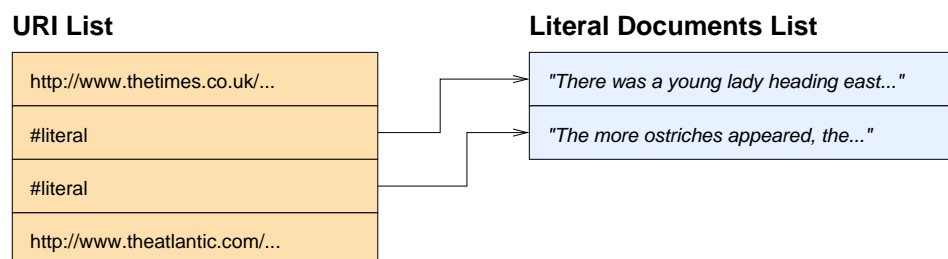 URI List
http://www.thetimes.co.uk/...
#literal
#literal
http://www.theatlantic.com/...
Literal Documents List
"There was a young lady heading east..."
"The more ostriches appeared, the..."